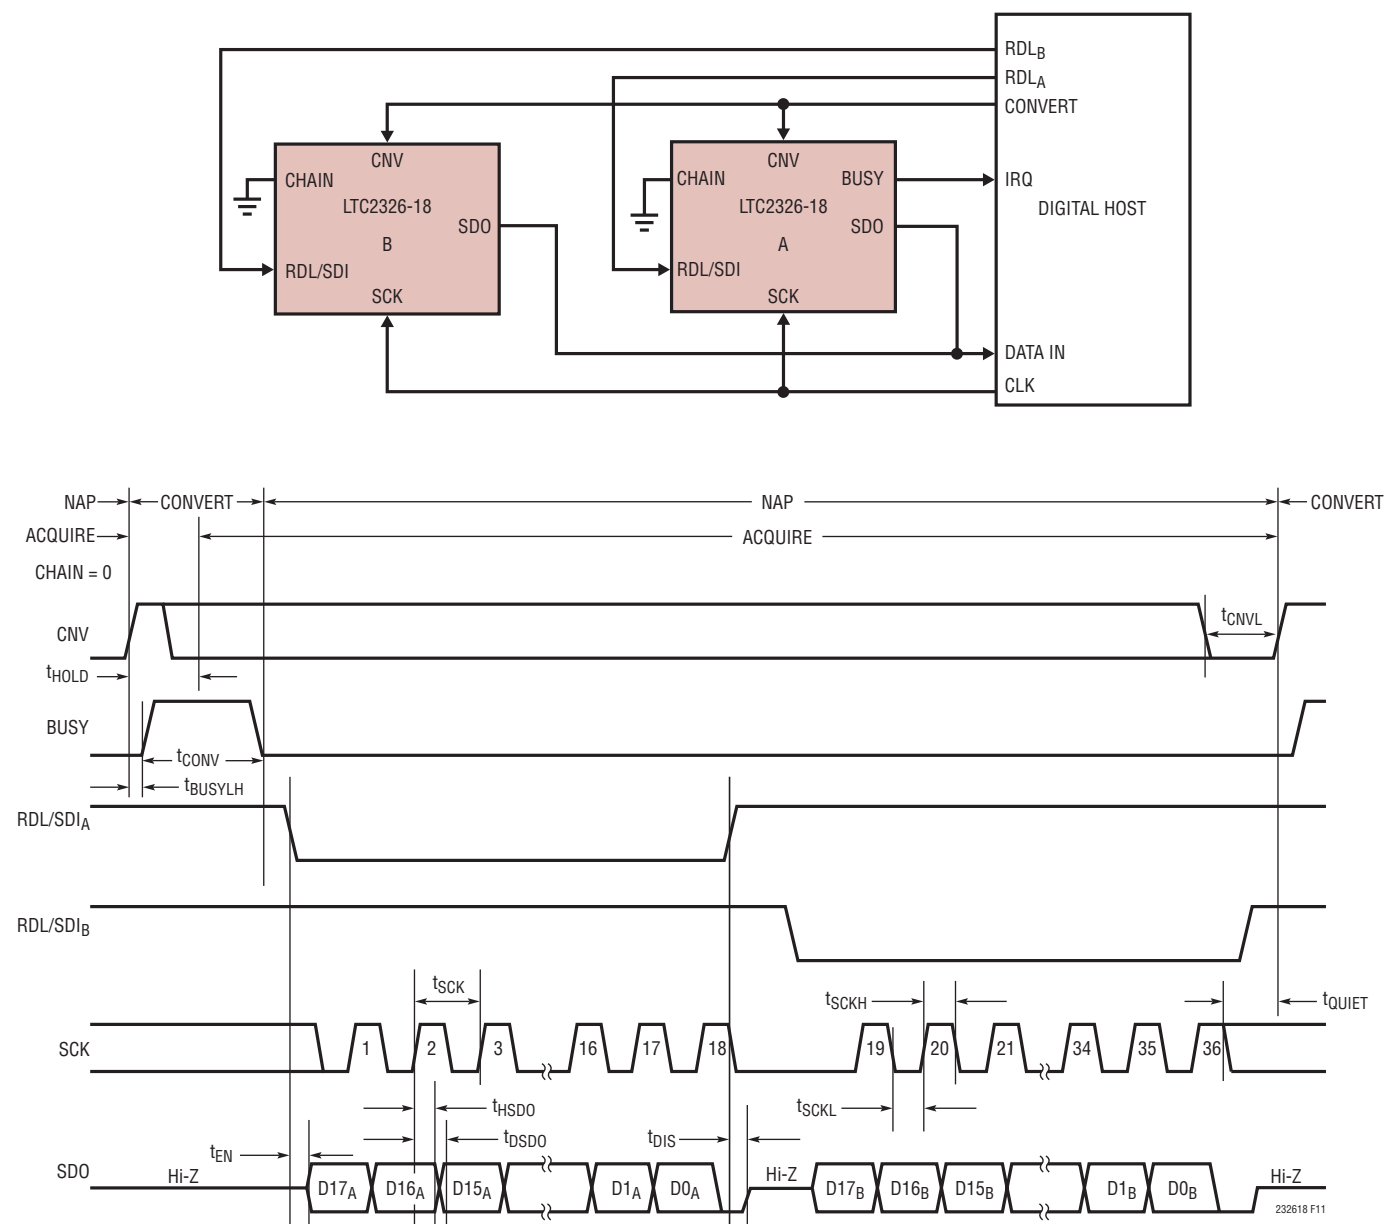 RDLB
RDLA
CONVERT
CNV
CNV
CHAIN
CHAIN
BUSY
IRQ
LTC2326-18
LTC2326-18
DIGITAL HOST
SDO
SDO
B
A
RDL/SDI
RDL/SDI
SCK
SCK
DATA IN
CLK
NAP
CONVERT
NAP
CONVERT
ACQUIRE
ACQUIRE
CHAIN = 0
CNV
tCNVL
tHOLD
BUSY
tCONV
tBUSYLH
RDL/SDIA
RDL/SDIB
tSCK
tSCKH
tQUIET
SCK
1
2
3
16
17
18
19
20
21
34
35
36
tHSDO
tSCKL
tDSDO
tDIS
tEN
SDO
Hi-Z
D17A
D16A
D15A
D1A
D0A
Hi-Z
D17B
D16B
D15B
D1B
D0B
Hi-Z
232618 F11